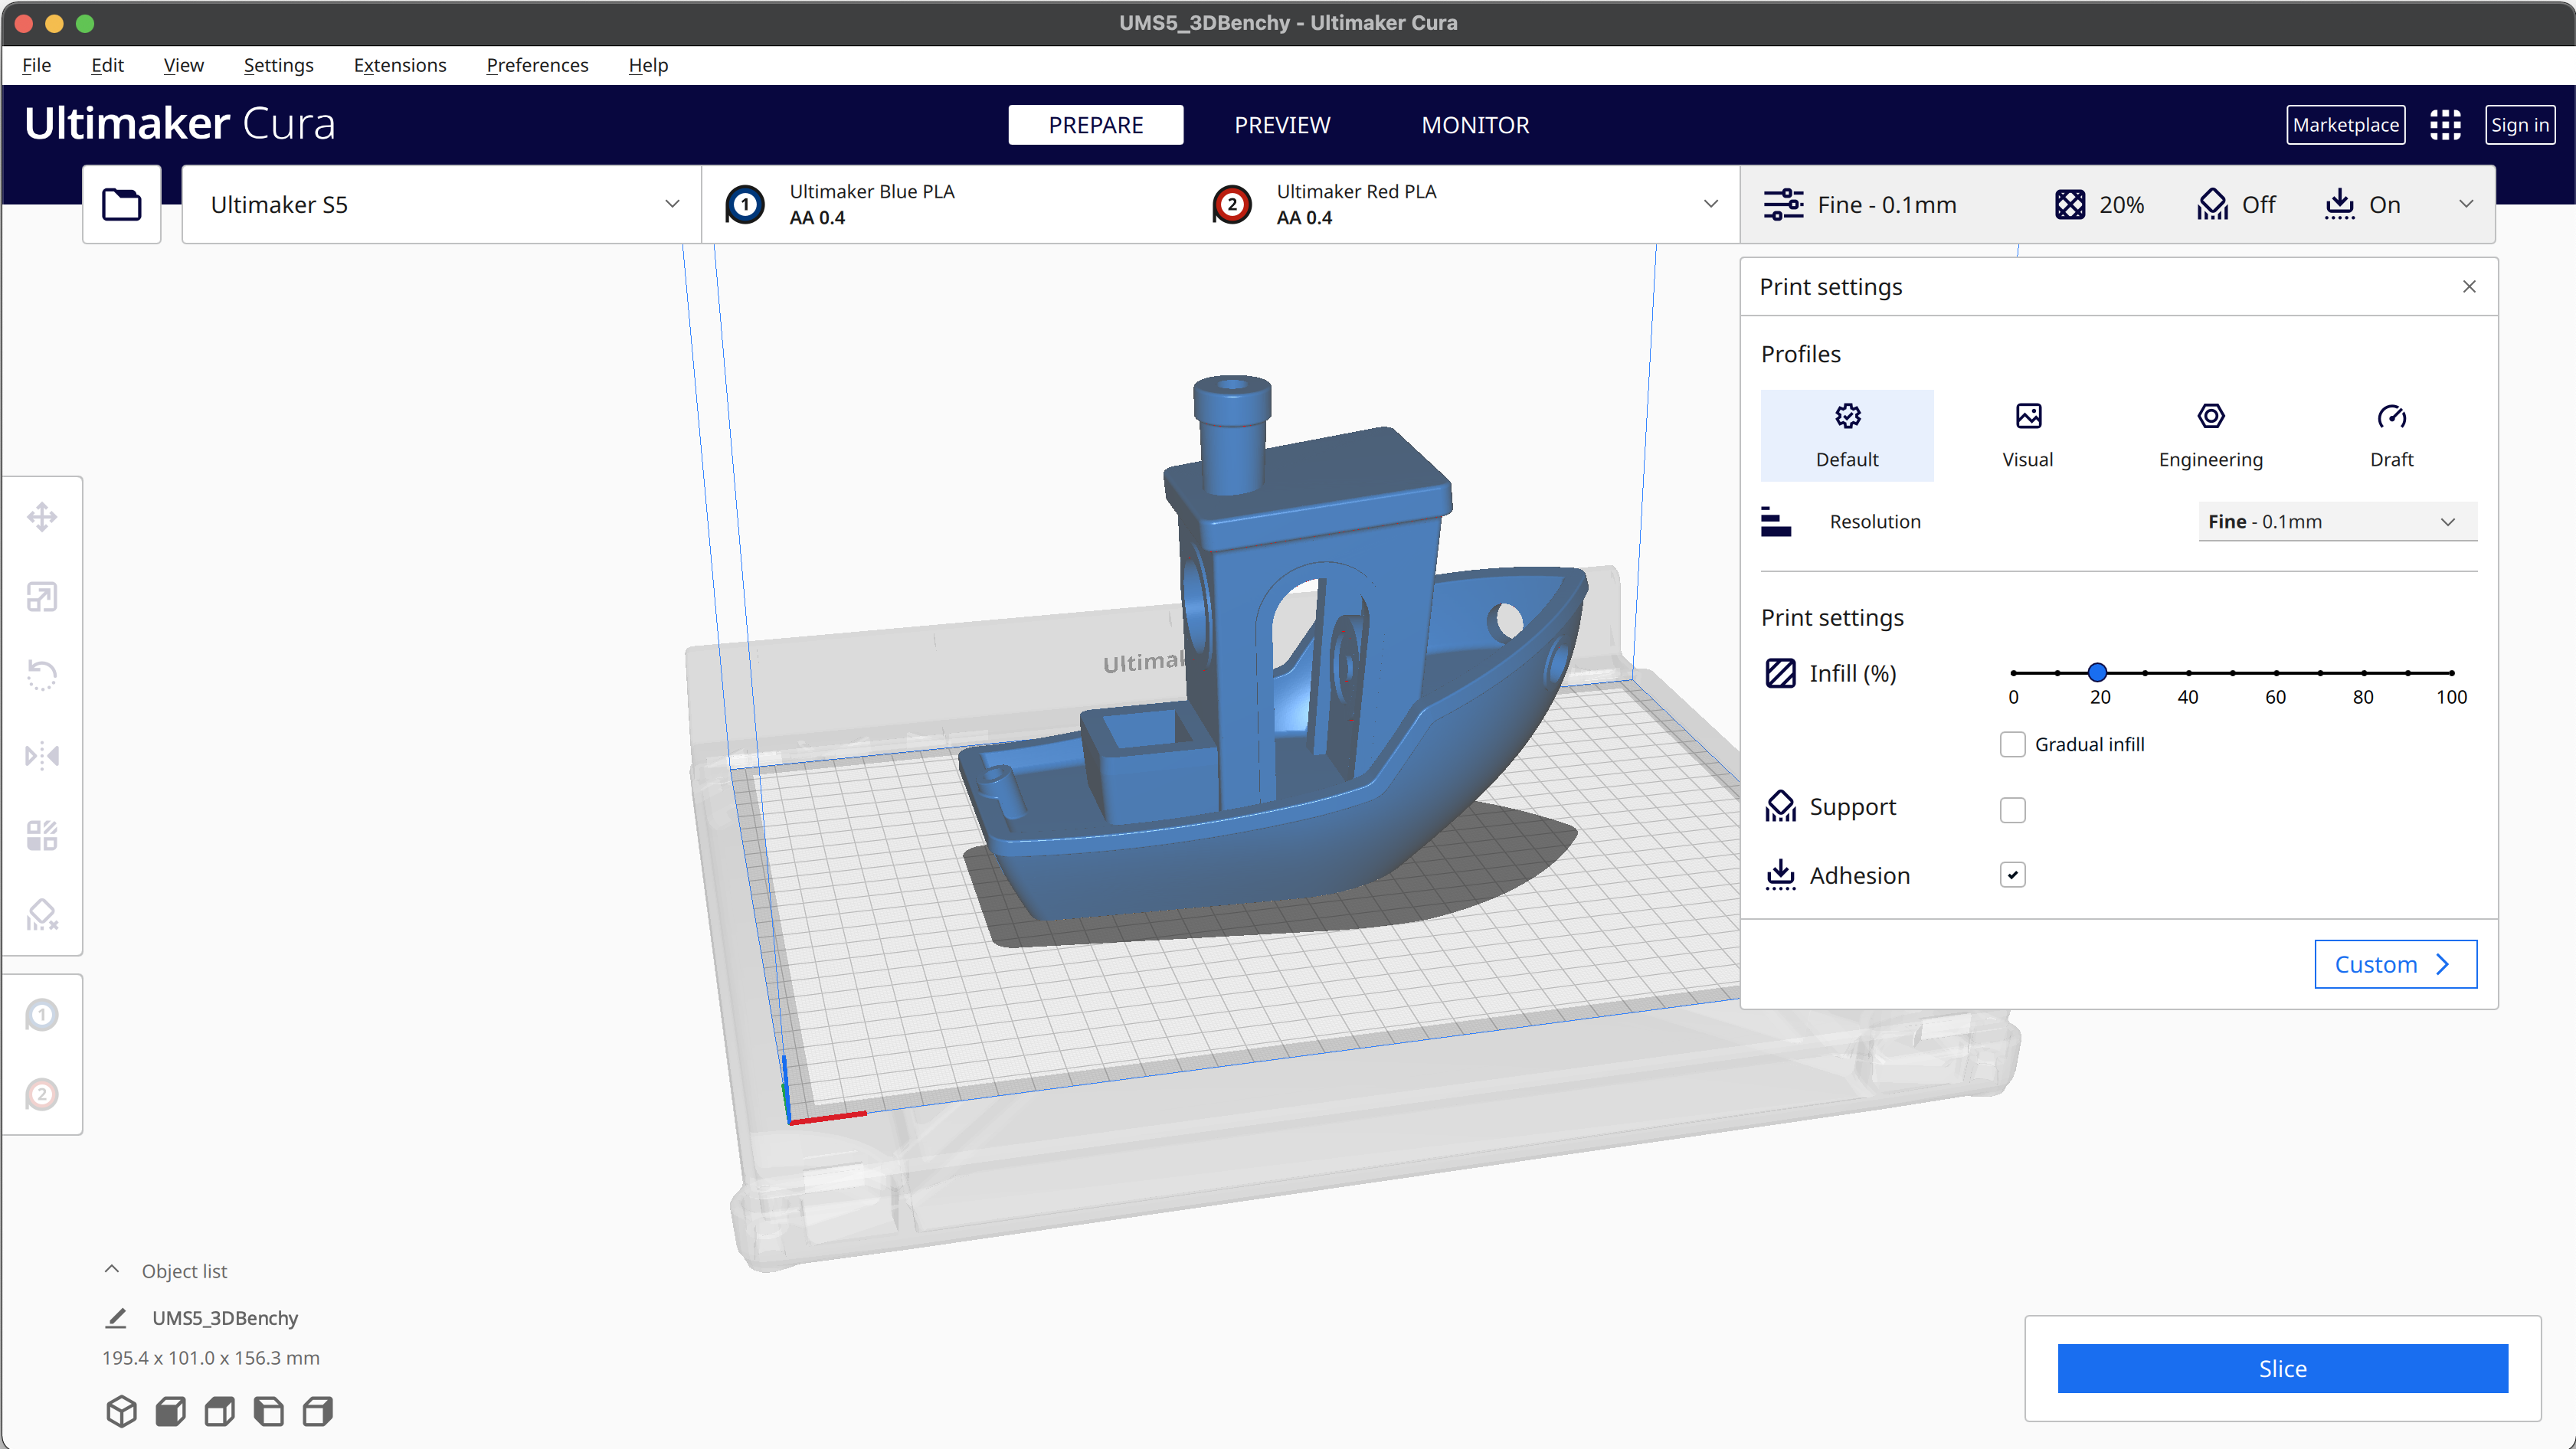 UMS5_3DBenchy - Ultimaker Cura
File Edit View Settings Extensions Preferences Help
Ultimaker Cura
PREPARE PREVIEW MONITOR
Marketplace
Sign in
Ultimaker S5
1
Ultimaker Blue PLA
AA 0.4
2
Ultimaker Red PLA
AA 0.4
Fine - 0.1mm
20%
Off
On
Print settings
Profiles
Default Visual Engineering Draft
Resolution
Fine - 0.1mm
Print settings
Infill (%)
0 20 40 60 80 100
Gradual infill
Support
Adhesion
Custom
Ultimak
1
2
Object list
UMS5_3DBenchy
195.4 x 101.0 x 156.3 mm
Slice